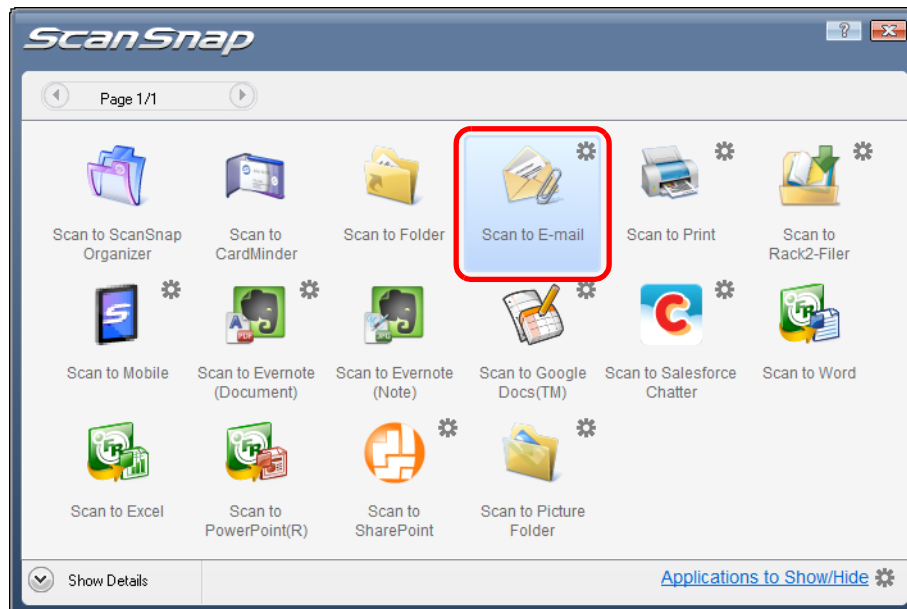 ScanSnap
Page 1/1
Scan to ScanSnap
Organizer
Scan to
CardMinder
Scan to Folder
Scan to E-mail
Scan to Print
Scan to
Rack2-Filer
Scan to Mobile
Scan to Evernote
(Document)
Scan to Evernote
(Note)
Scan to Google
Docs(TM)
Scan to Salesforce
Chatter
Scan to Word
Scan to Excel
Scan to
PowerPoint(R)
Scan to
SharePoint
Scan to Picture
Folder
Show Details
Applications to Show/Hide